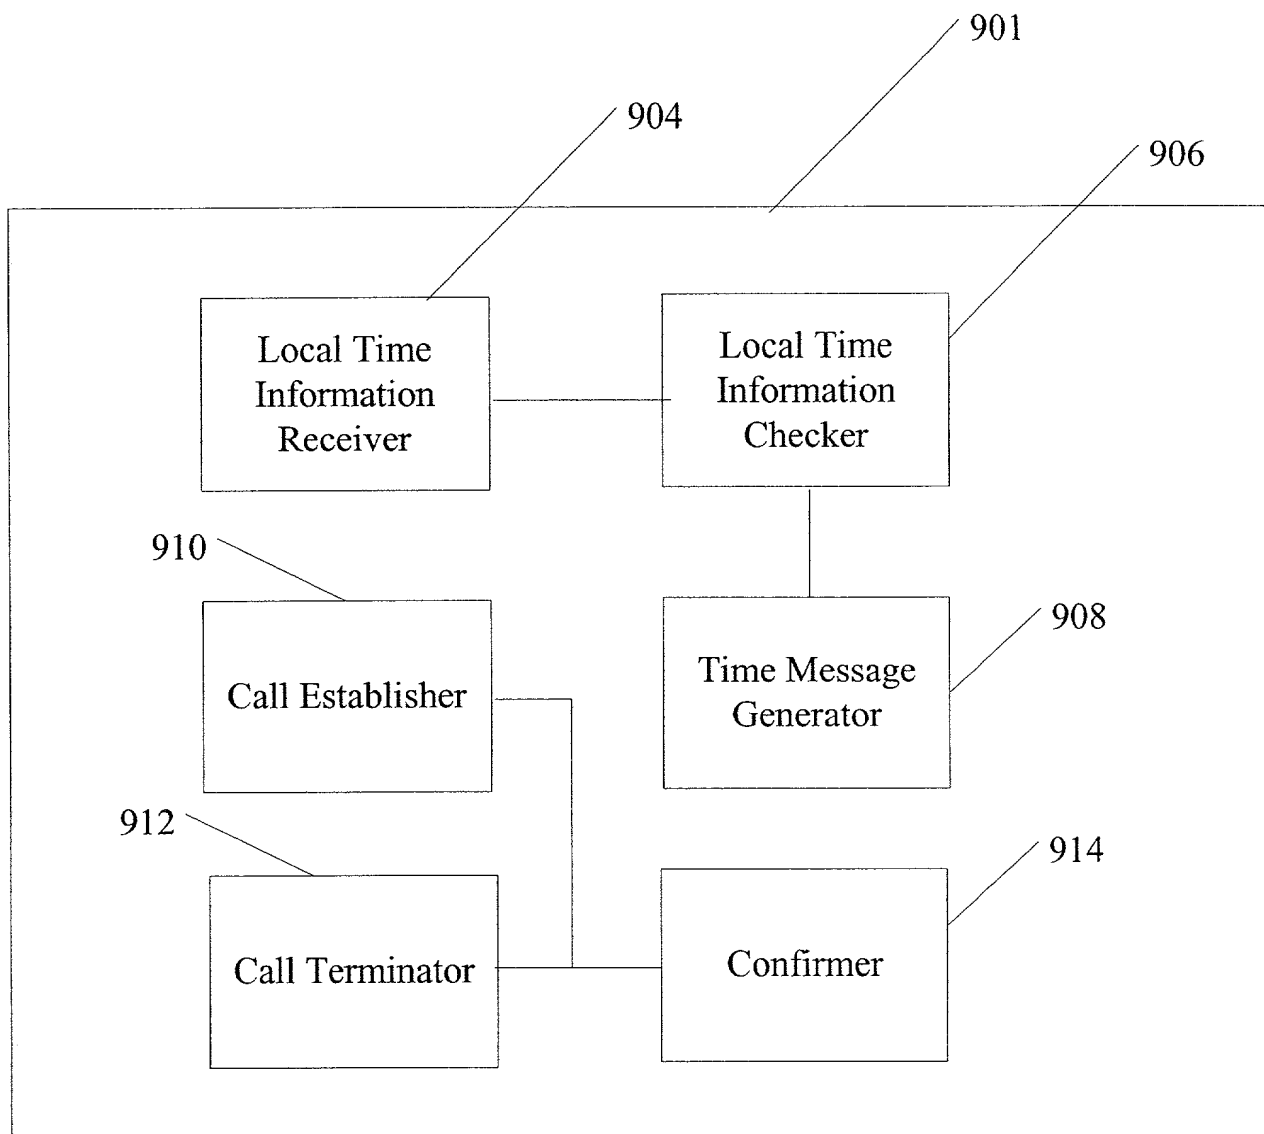 901
904
906
Local Time
Information
Receiver
Local Time
Information
Checker
910
908
Call Establisher
Time Message
Generator
912
914
Call Terminator
Confirmer